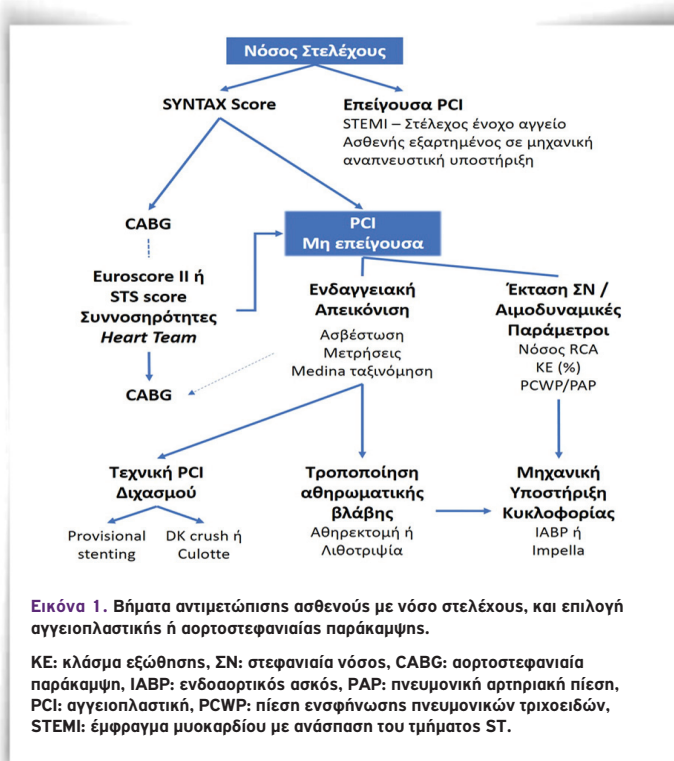 Νόσος Στελέχους
SYNTAX Score
Επείγουσα PCI
STEMI – Στέλεχος ένοχο αγγείο
Ασθενής εξαρτημένος σε μηχανική
αναπνευστική υποστήριξη
CABG
PCI
Μη επείγουσα
Euroscore II ή
STS score
Συννοσηρότητες
Heart Team
CABG
Ενδαγγειακή
Απεικόνιση
Ασβέστωση
Μετρήσεις
Medina ταξινόμηση
Έκταση ΣΝ /
Αιμοδυναμικές
Παράμετροι
Νόσος RCA
ΚΕ (%)
PCWP/PAP
Τεχνική PCI
Διχασμού
Provisional
stenting
DK crush ή
Culotte
Τροποποίηση
αθηρωματικής
βλάβης
Αθηρεκτομή ή
Λιθοτριψία
Μηχανική
Υποστήριξη
Κυκλοφορίας
IABP ή
Impella
Εικόνα 1. Βήματα αντιμετώπισης ασθενούς με νόσο στελέχους, και επιλογή
αγγειοπλαστικής ή αορτοστεφανιαίας παράκαμψης.
ΚΕ: κλάσμα εξώθησης, ΣΝ: στεφανιαία νόσος, CABG: αορτοστεφανιαία
παράκαμψη, IABP: ενδοαορτικός ασκός, PAP: πνευμονική αρτηριακή πίεση,
PCI: αγγειοπλαστική, PCWP: πίεση ενσφήνωσης πνευμονικών τριχοειδών,
STEMI: έμφραγμα μυοκαρδίου με ανάσπαση του τμήματος ST.